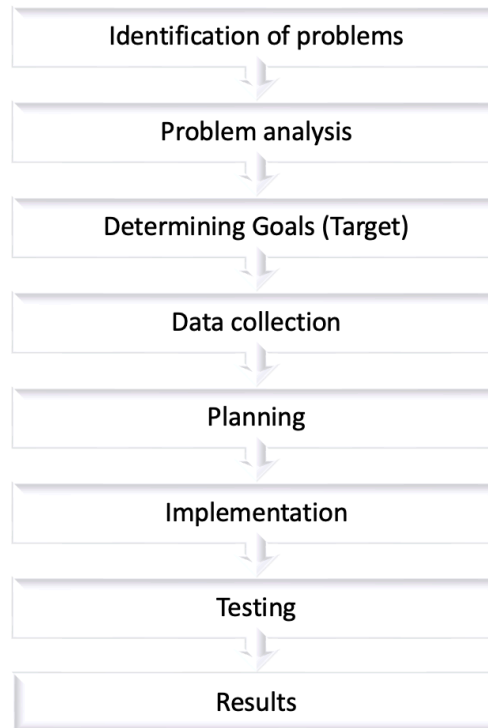 Identification of problems
Problem analysis
Determining Goals (Target)
Data collection
Planning
Implementation
Testing
Results